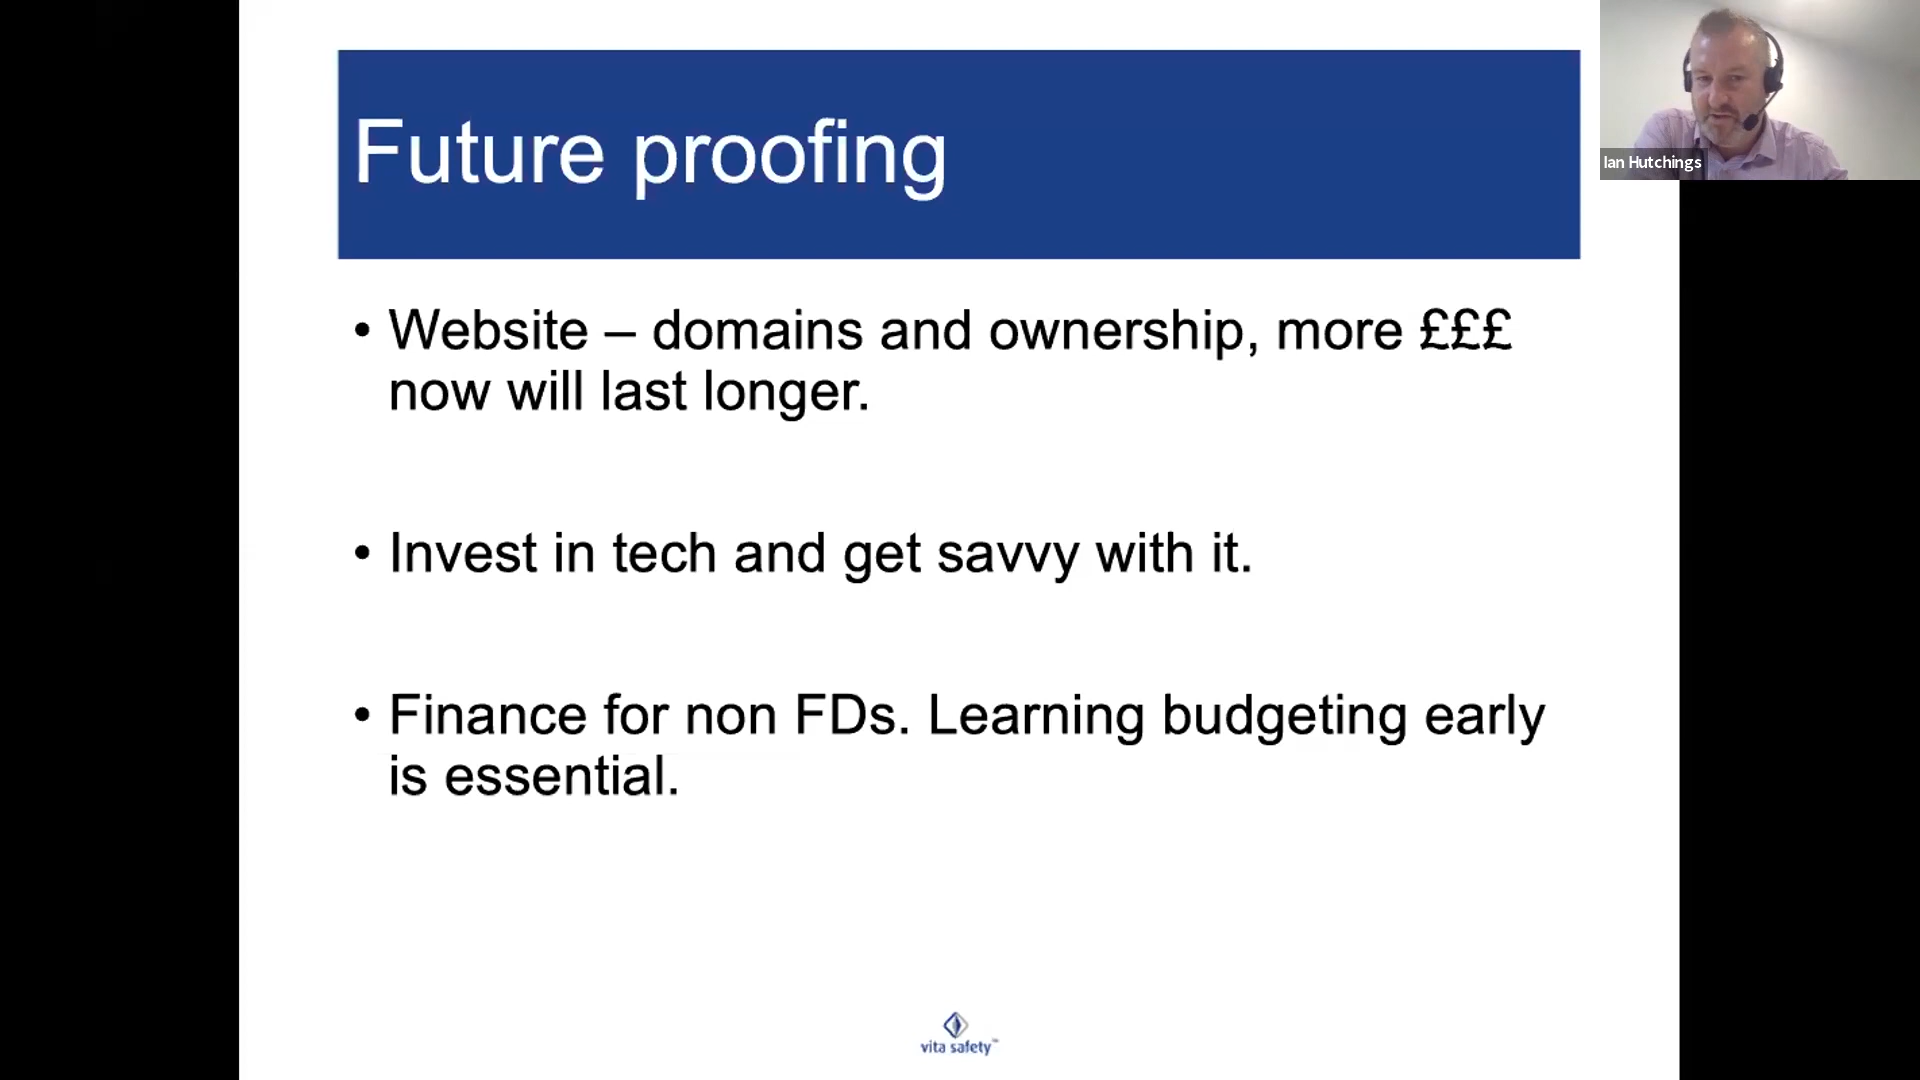 Future proofing
Ian Hutchings
• Website – domains and ownership, more £££
now will last longer.
• Invest in tech and get savvy with it.
• Finance for non FDs. Learning budgeting early
is essential.
vita safety™